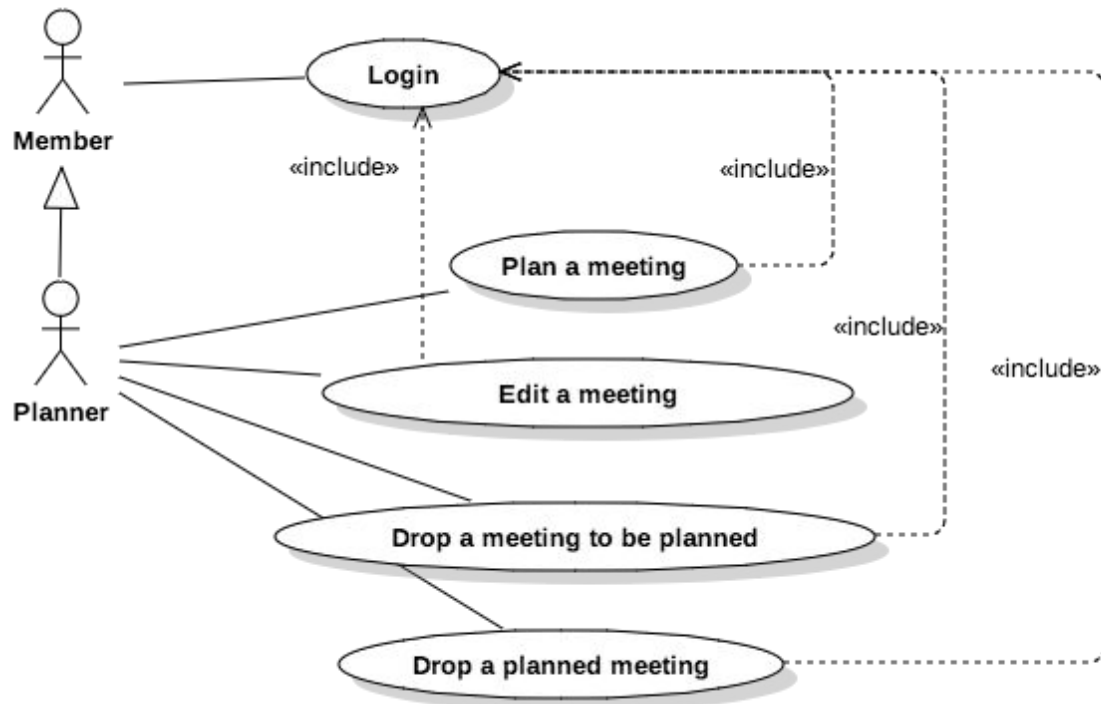 Login
Member
«include»
«include»
Plan a meeting
«include»
«include»
Edit a meeting
Planner
Drop a meeting to be planned
Drop a planned meeting